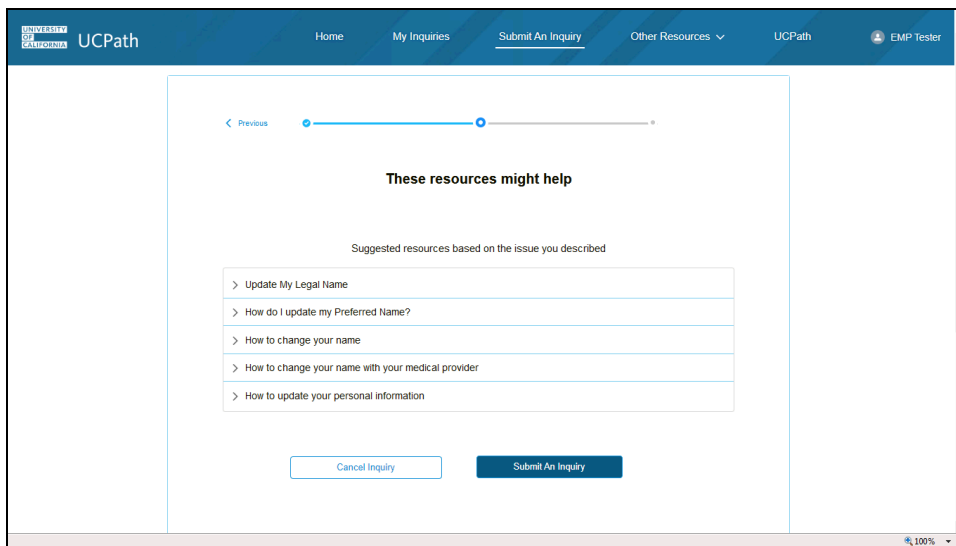 UNIVERSITY
OF
CALIFORNIA
UCPath
Home
My Inquiries
Submit An Inquiry
Other Resources
UCPath
EMP Tester
Previous
These resources might help
Suggested resources based on the issue you described
Update My Legal Name
How do I update my Preferred Name?
How to change your name
How to change your name with your medical provider
How to update your personal information
Cancel Inquiry
Submit An Inquiry
100%